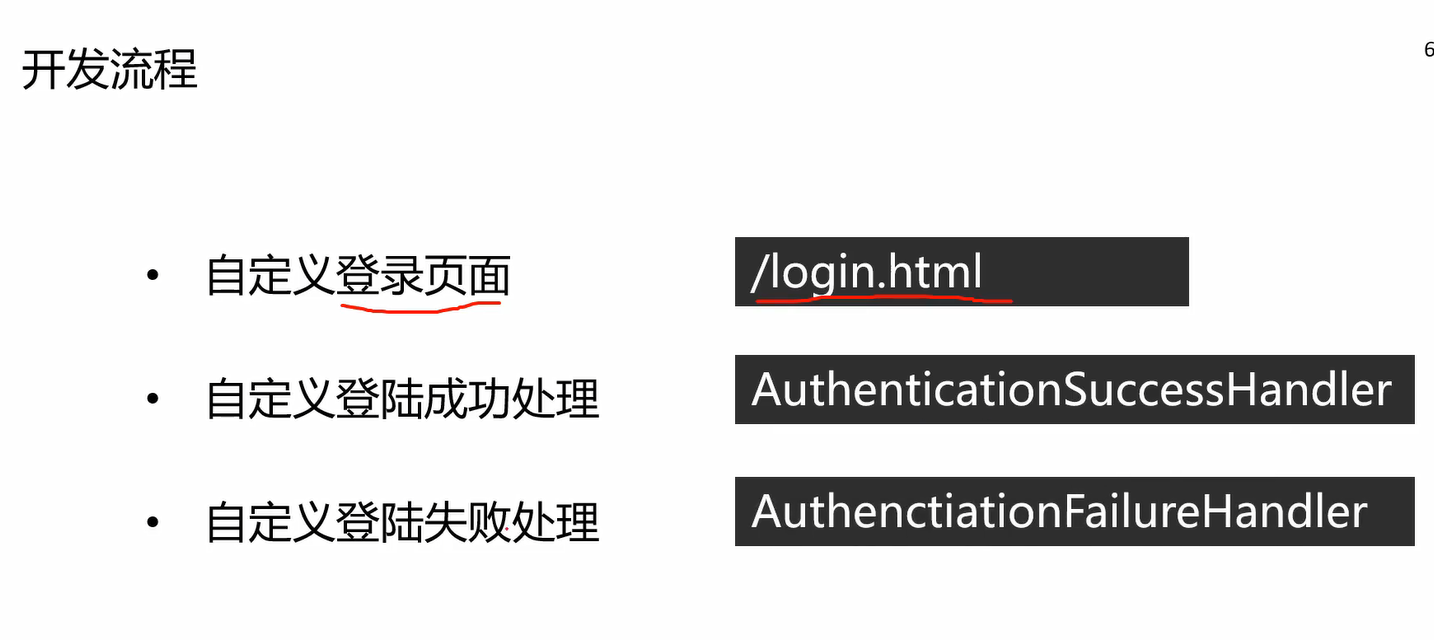 开发流程
6
自定义登录页面
/login.html
自定义登陆成功处理
AuthenticationSuccessHandler
自定义登陆失败处理
AuthenctiationFailureHandler